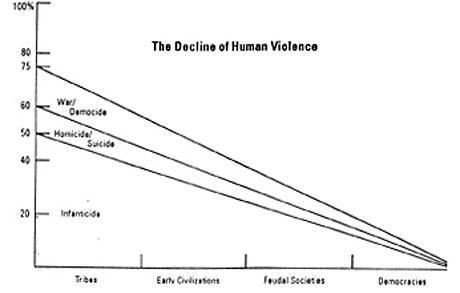 100%
The Decline of Human Violence
80
75
60
War/
Democide
50
Homicide/
Suicide
40
20
Infanticide
Tribes
Early Civilizations
Feudal Societies
Democracies